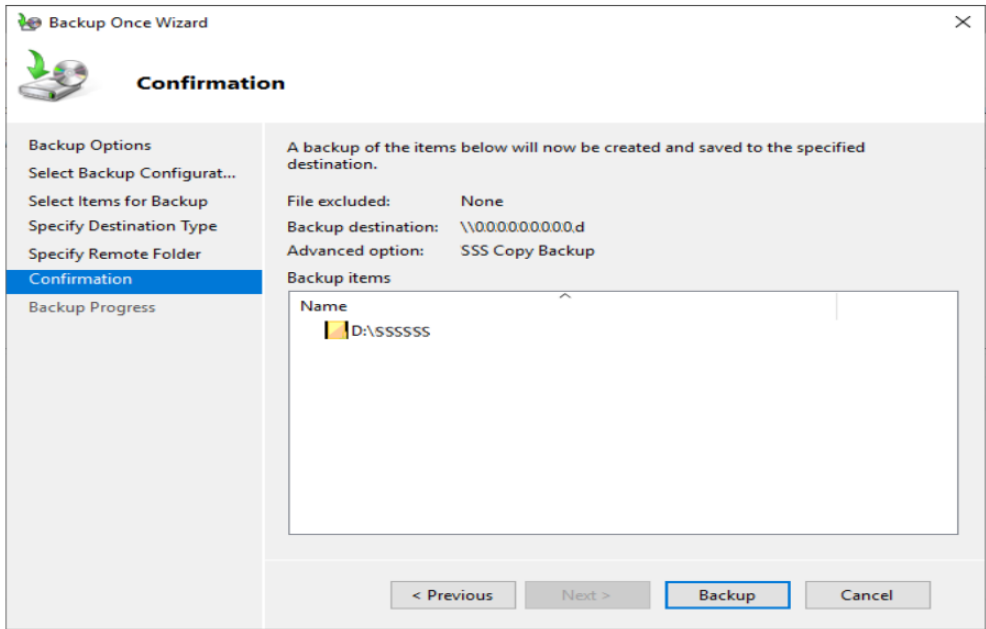 Backup Once Wizard
Confirmation
Backup Options
Select Backup Configurat...
Select Items for Backup
Specify Destination Type
Specify Remote Folder
Confirmation
Backup Progress
A backup of the items below will now be created and saved to the specified
destination.
File excluded: None
Backup destination: \\0.0.0.0.0.0.0.0.0.d
Advanced option: SSS Copy Backup
Backup items
Name
D:\ssssss
< Previous Next > Backup Cancel